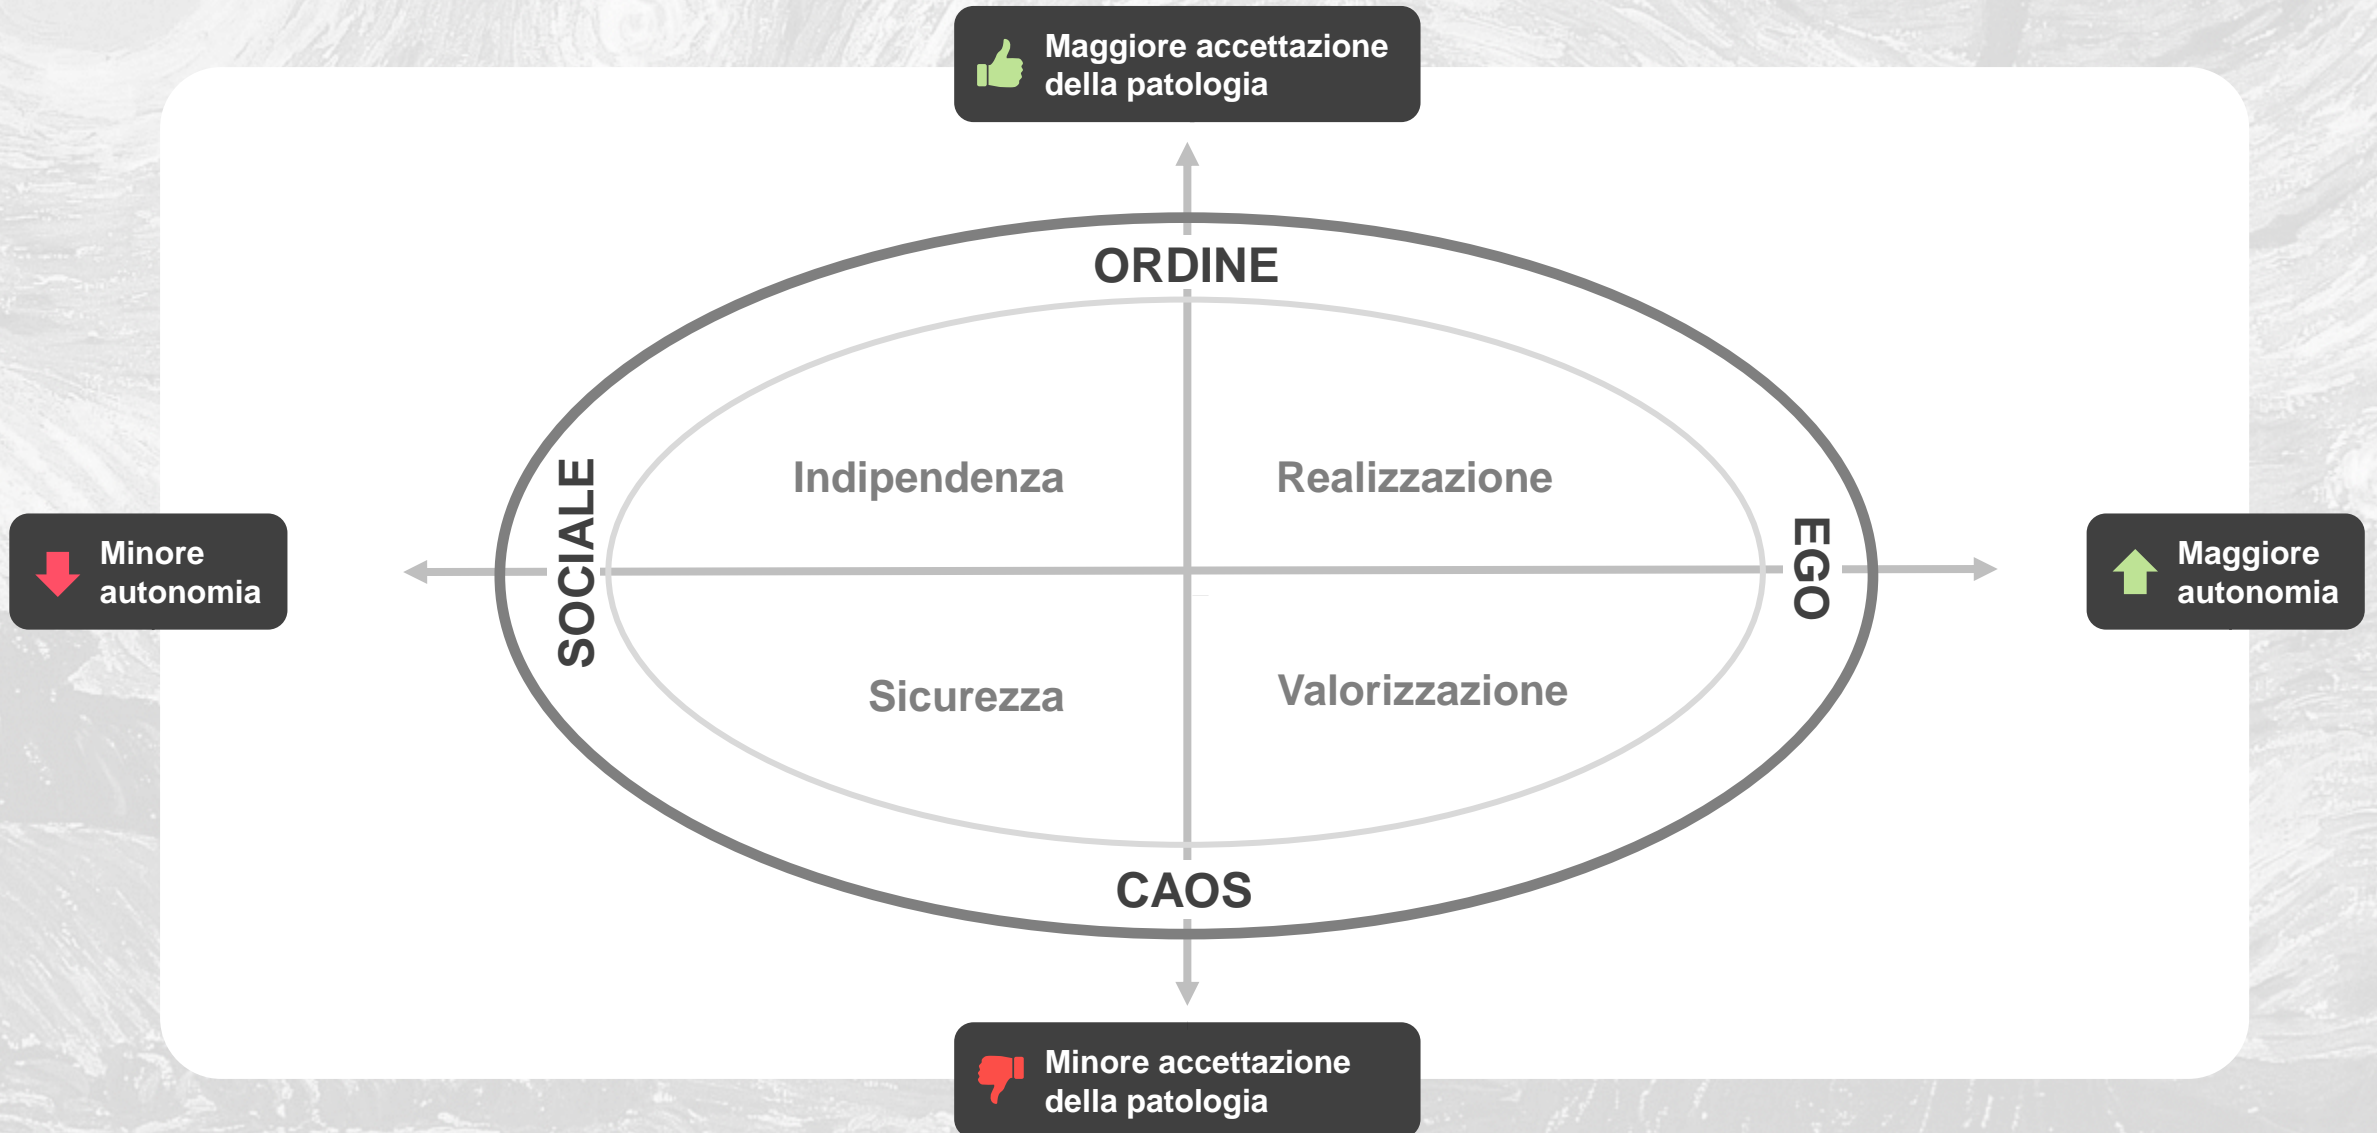 Maggiore accettazione
della patologia
ORDINE
Indipendenza
Realizzazione
SOCIALE
EGO
Minore
autonomia
Maggiore
autonomia
Sicurezza
Valorizzazione
CAOS
Minore accettazione
della patologia